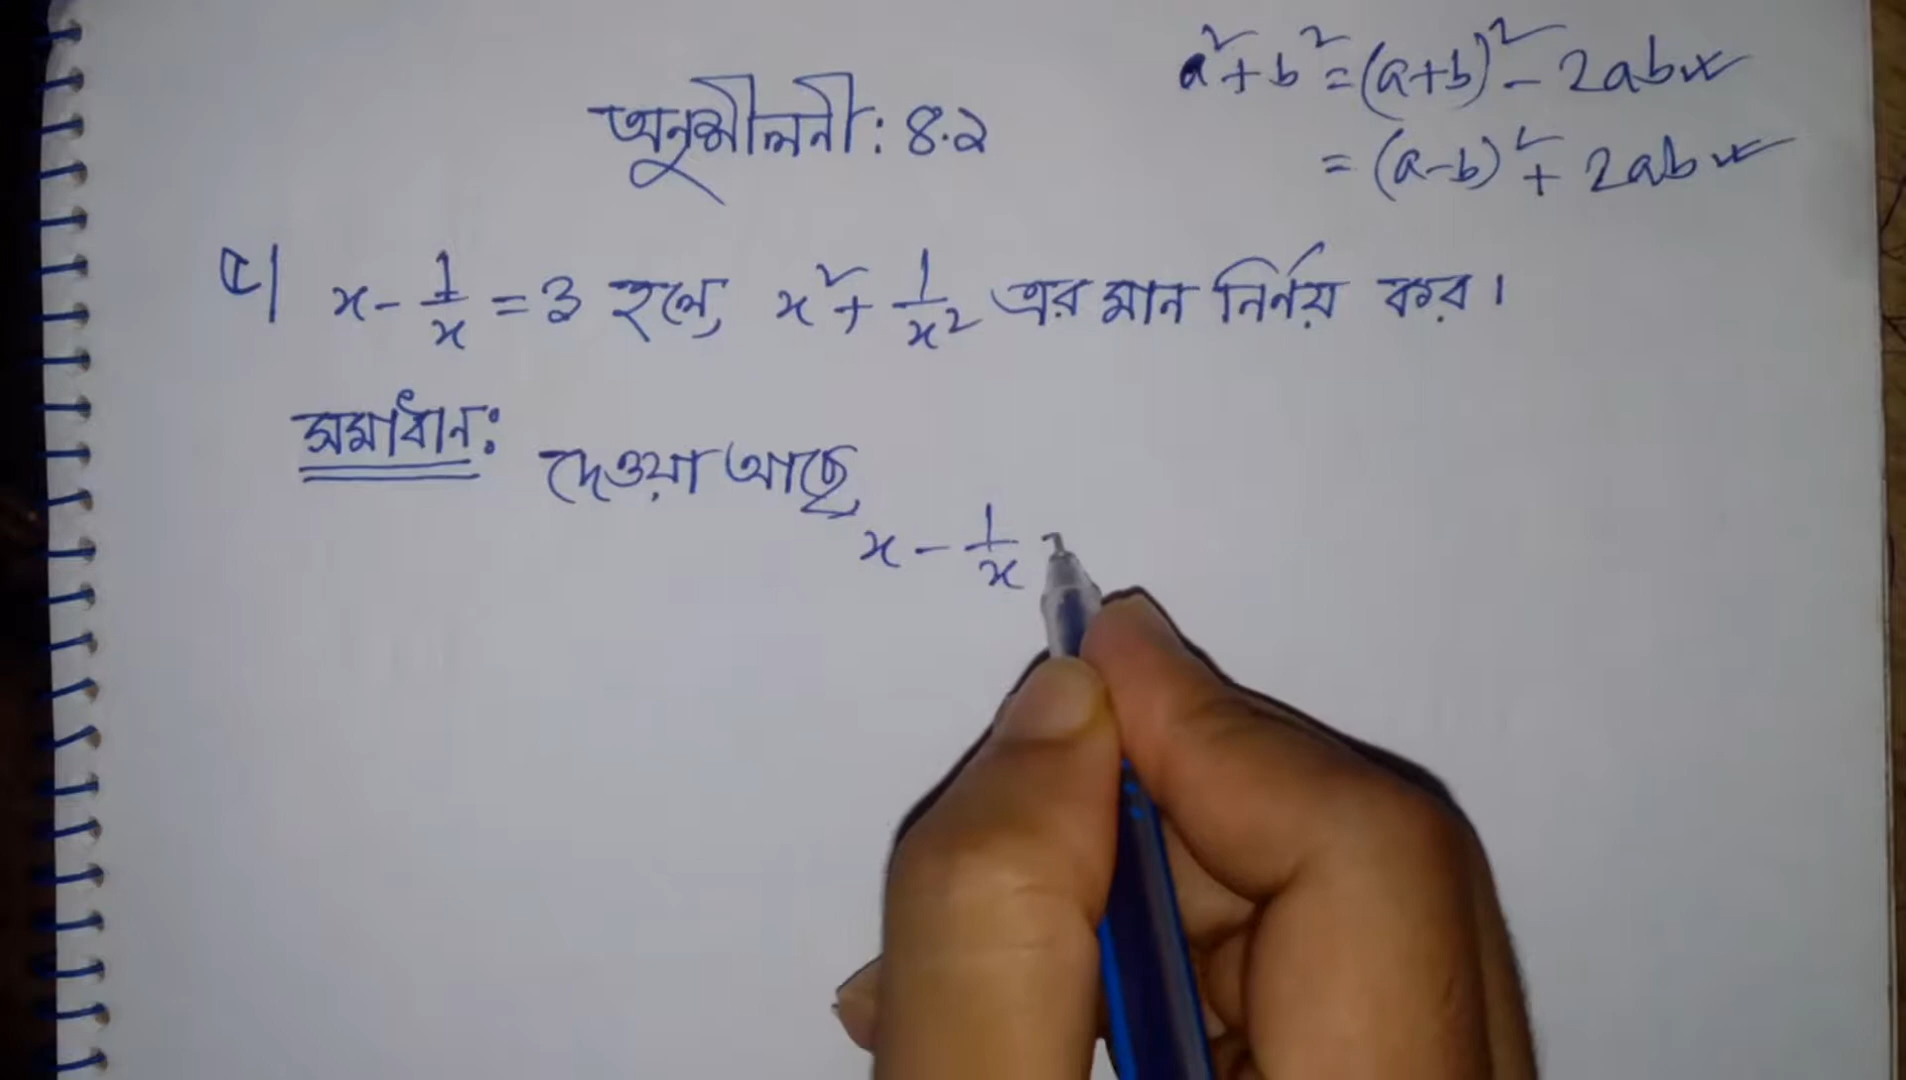 a² + b² = (a+b)² - 2ab
= (a-b)² + 2ab
অনুশীলনী : ৪.২
৫| x - 1/x = 3 হলে, x² + 1/x² এর মান নির্ণয় কর।
সমাধান:
দেওয়া আছে,
x - 1/x